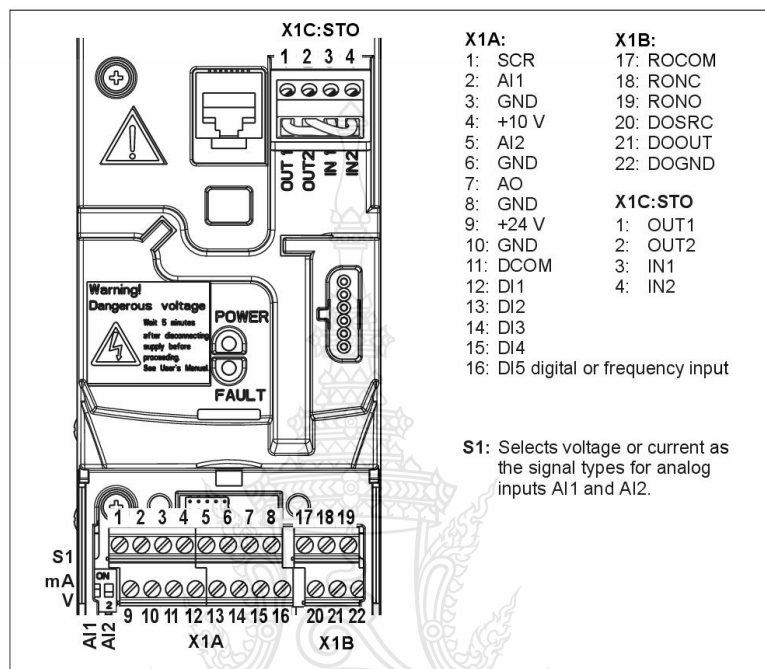 X1C:STO
1 2 3 4
OUT 1
OUT2
IN 1
IN2
Warning!
Dangerous voltage
Wait 5 minutes
after disconnecting
supply before
proceeding.
See User's Manual.
POWER
FAULT
1 2 3 4 5 6 7 8 17 18 19
S1
mA
V
ON
2
AI1
AI2
9 10 11 12 13 14 15 16 20 21 22
X1A X1B
X1A:
1: SCR
2: AI1
3: GND
4: +10 V
5: AI2
6: GND
7: AO
8: GND
9: +24 V
10: GND
11: DCOM
12: DI1
13: DI2
14: DI3
15: DI4
16: DI5 digital or frequency input
X1B:
17: ROCOM
18: RONC
19: RONO
20: DOSRC
21: DOOUT
22: DOGND
X1C:STO
1: OUT1
2: OUT2
3: IN1
4: IN2
S1: Selects voltage or current as
the signal types for analog
inputs AI1 and AI2.